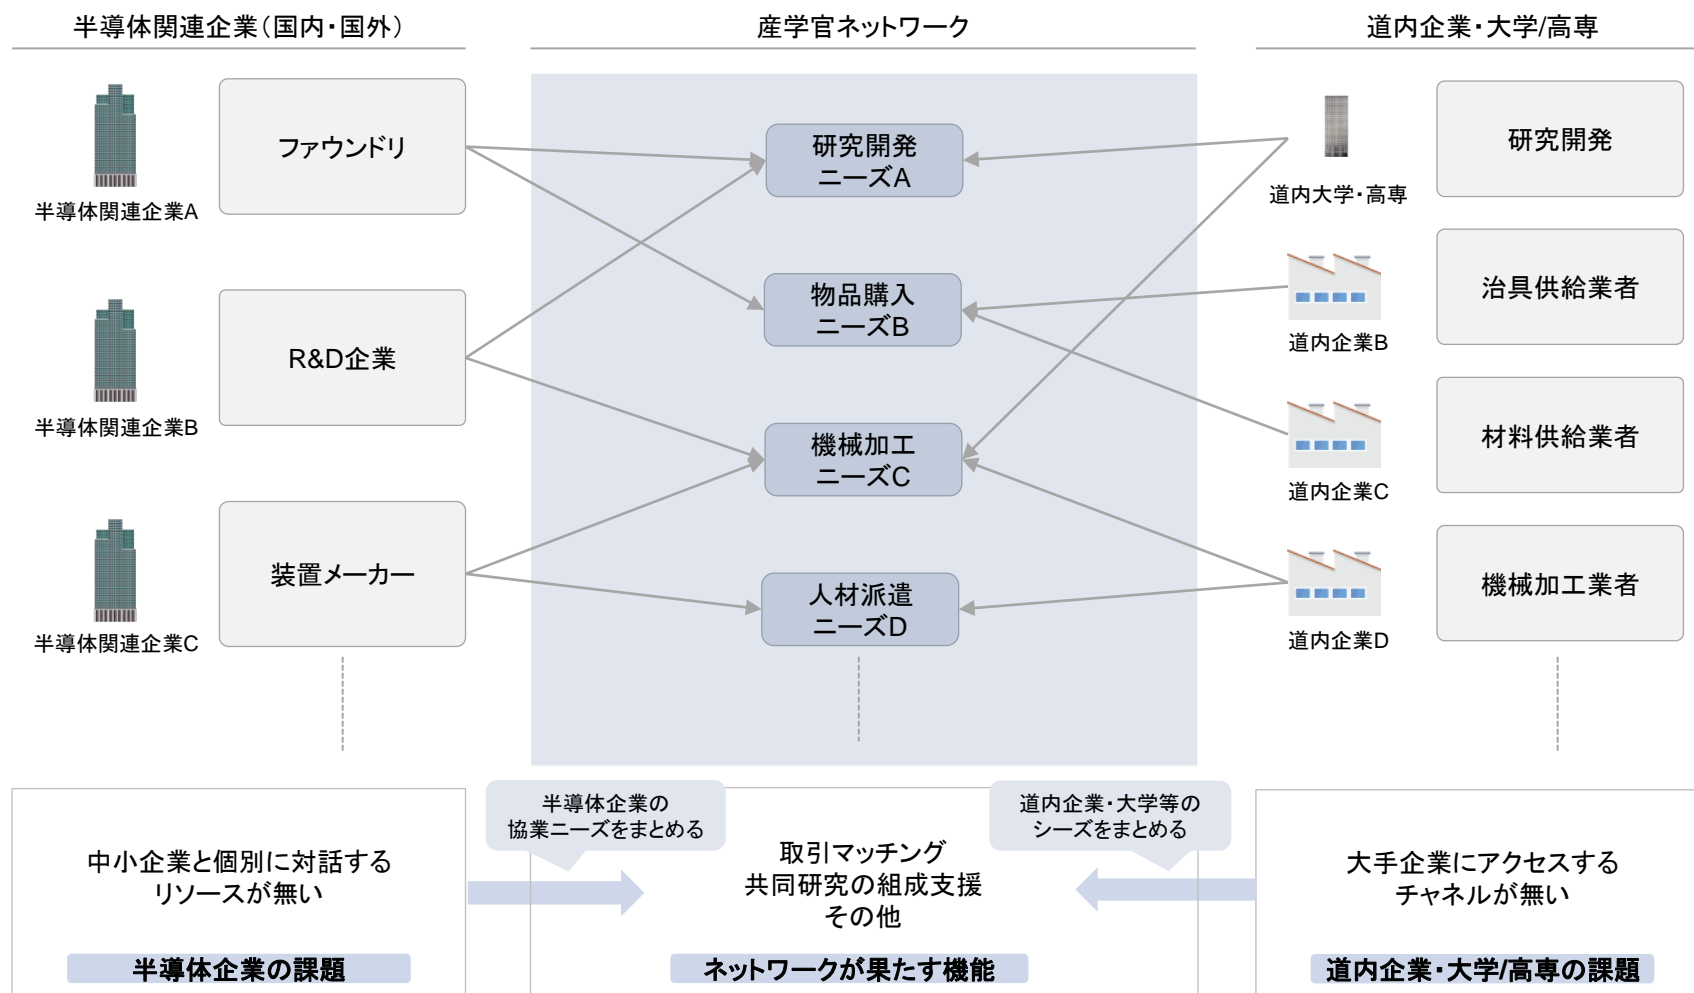 半導体関連企業（国内・国外）
産学官ネットワーク
道内企業・大学/高専
半導体関連企業A
ファウンドリ
半導体関連企業B
R&D企業
半導体関連企業C
装置メーカー
研究開発
ニーズA
物品購入
ニーズB
機械加工
ニーズC
人材派遣
ニーズD
道内大学・高専
研究開発
道内企業B
治具供給業者
道内企業C
材料供給業者
道内企業D
機械加工業者
中小企業と個別に対話する
リソースが無い
半導体企業の課題
半導体企業の
協業ニーズをまとめる
取引マッチング
共同研究の組成支援
その他
ネットワークが果たす機能
道内企業・大学等の
シーズをまとめる
大手企業にアクセスする
チャネルが無い
道内企業・大学/高専の課題